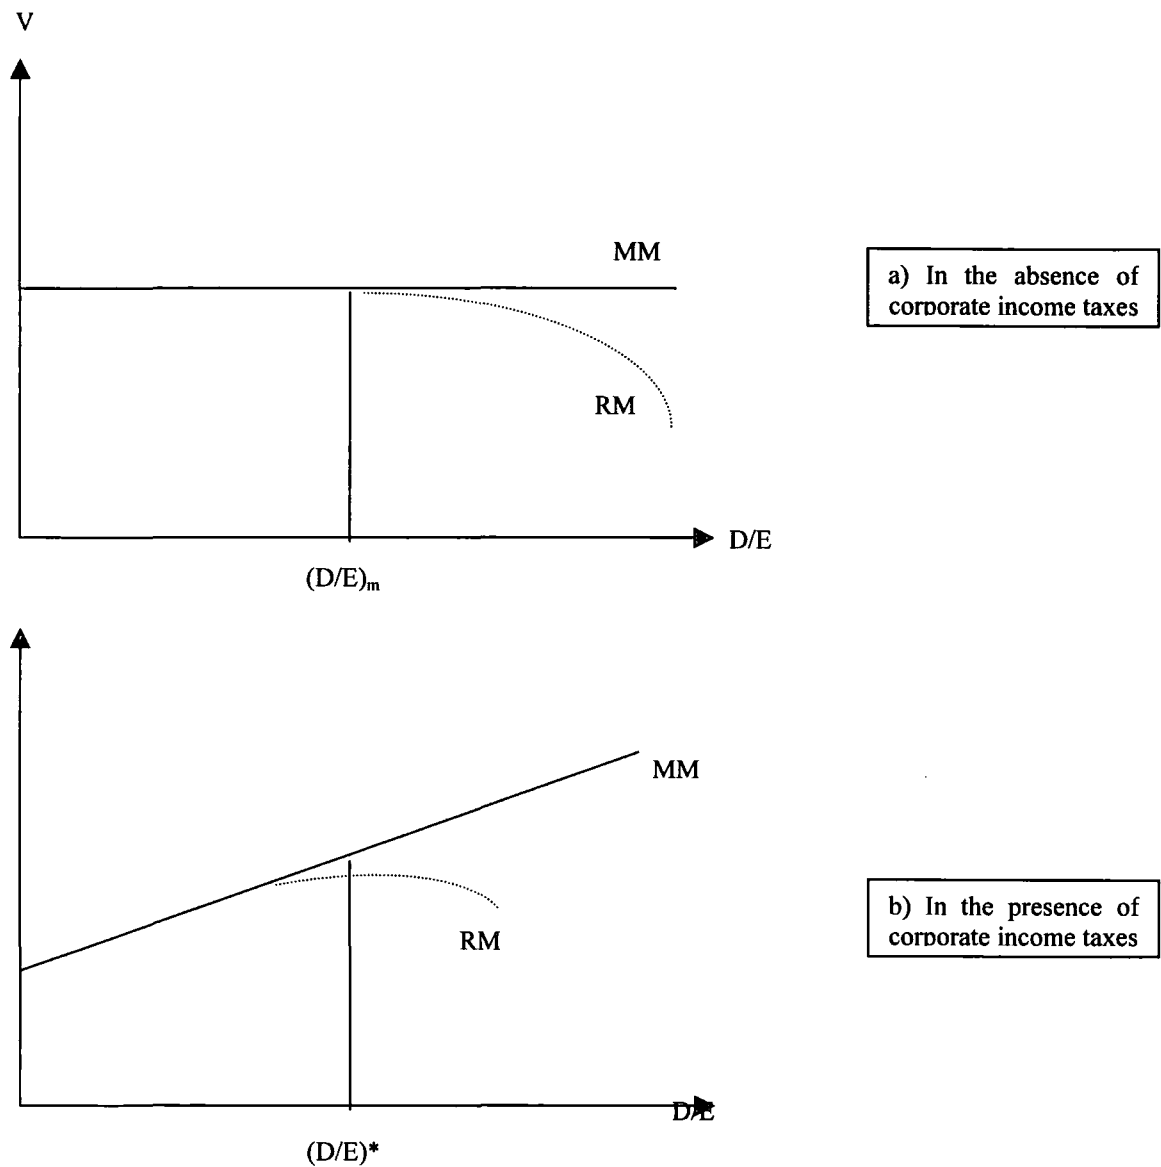 V
MM
a) In the absence of
corporate income taxes
RM
D/E
(D/E)m
MM
b) In the presence of
corporate income taxes
RM
D/E
(D/E)*